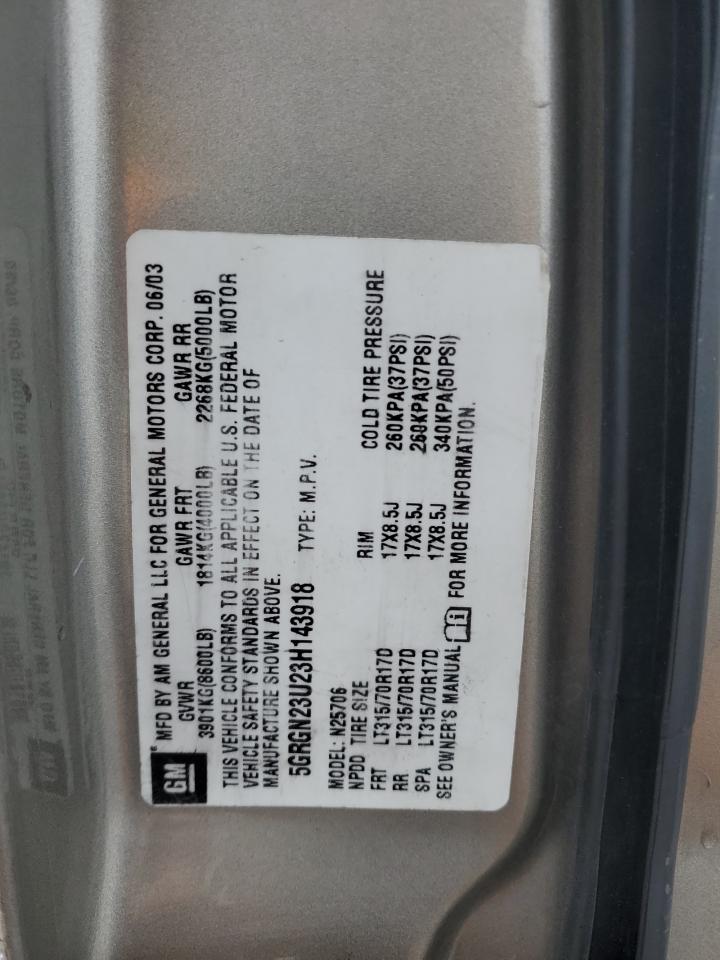 GM
MFD BY AM GENERAL LLC FOR GENERAL MOTORS CORP. 06/03
GVWR GAWR FRT GAWR RR
3901KG(8600LB) 1814KG(4000LB) 2268KG(5000LB)
THIS VEHICLE CONFORMS TO ALL APPLICABLE U.S. FEDERAL MOTOR
VEHICLE SAFETY STANDARDS IN EFFECT ON THE DATE OF
MANUFACTURE SHOWN ABOVE.
5GRGN23U23H143918 TYPE: M.P.V.
MODEL: N25706
NPDD TIRE SIZE RIM COLD TIRE PRESSURE
FRT LT315/70R17D 17X8.5J 260KPA(37PSI)
RR LT315/70R17D 17X8.5J 260KPA(37PSI)
SPA LT315/70R17D 17X8.5J 340KPA(50PSI)
SEE OWNER'S MANUAL FOR MORE INFORMATION.